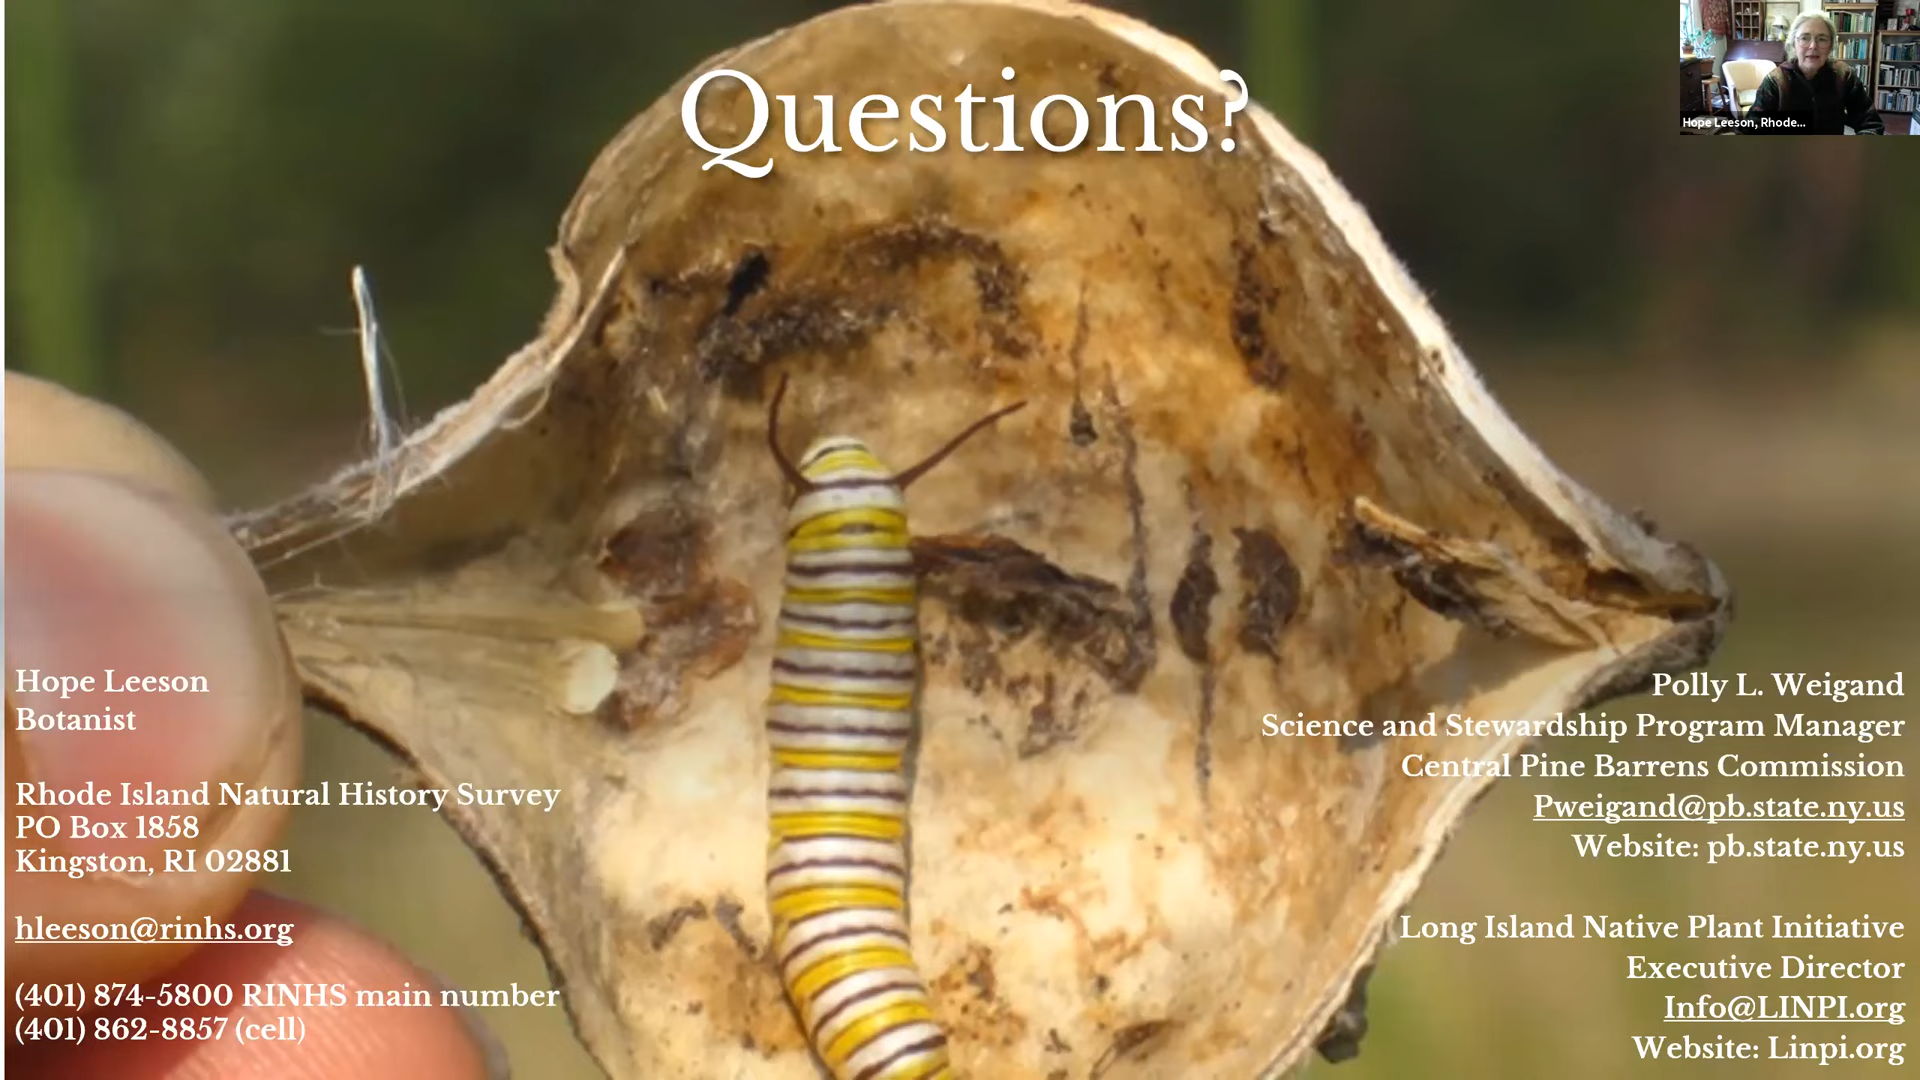 Questions?
Hope Leeson, Rhode...
Hope Leeson
Botanist
Rhode Island Natural History Survey
PO Box 1858
Kingston, RI 02881
hleeson@rinhs.org
(401) 874-5800 RINHS main number
(401) 862-8857 (cell)
Polly L. Weigand
Science and Stewardship Program Manager
Central Pine Barrens Commission
Pweigand@pb.state.ny.us
Website: pb.state.ny.us
Long Island Native Plant Initiative
Executive Director
Info@LINPI.org
Website: Linpi.org